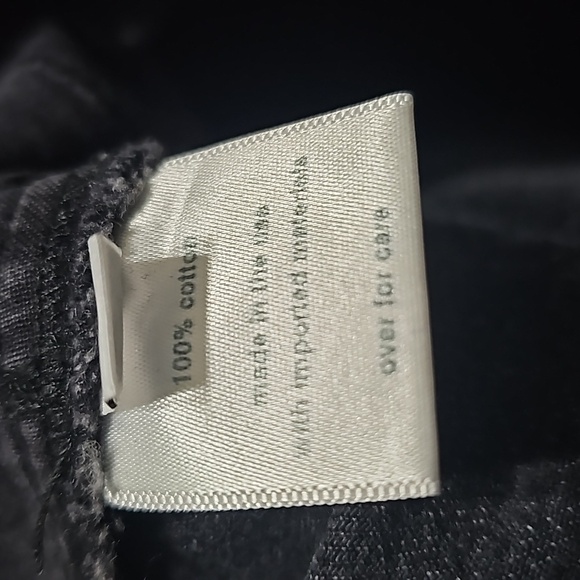 100% cotton
made in the usa
with imported materials
over for care